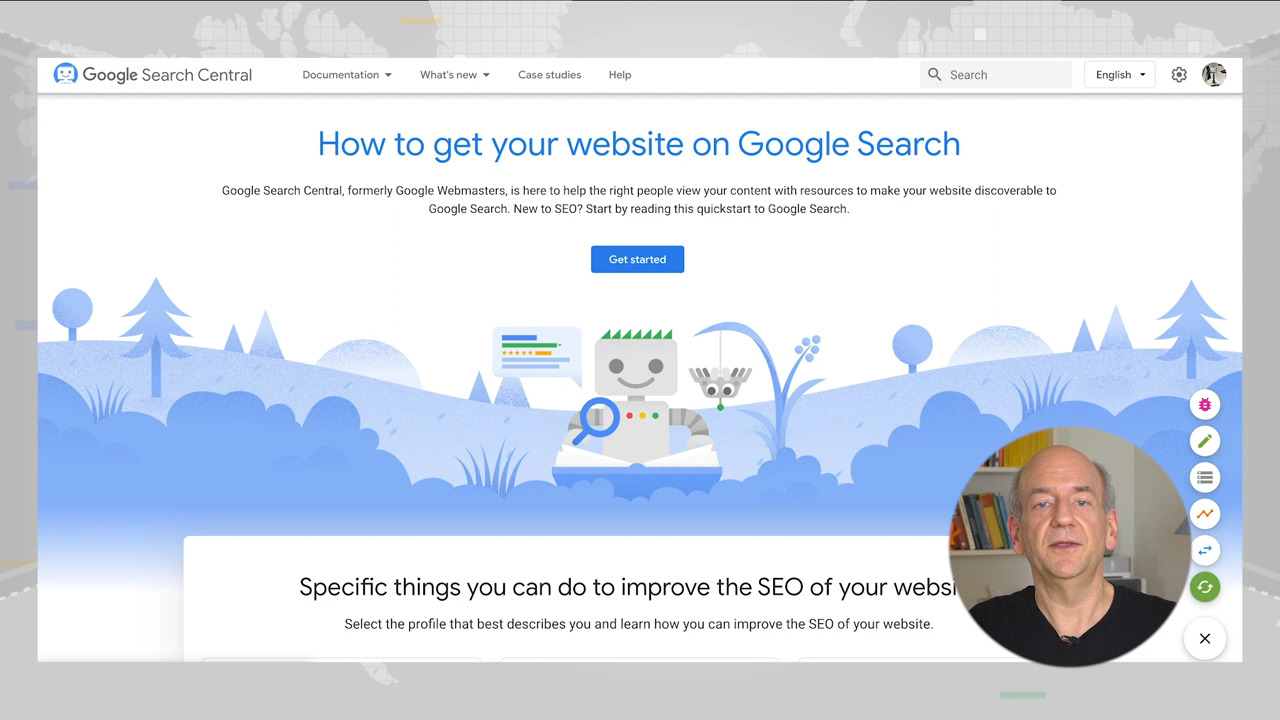 Google Search Central
Documentation
What's new
Case studies
Help
Search
English
How to get your website on Google Search
Google Search Central, formerly Google Webmasters, is here to help the right people view your content with resources to make your website discoverable to
Google Search. New to SEO? Start by reading this quickstart to Google Search.
Get started
Specific things you can do to improve the SEO of your websi
Select the profile that best describes you and learn how you can improve the SEO of your website.